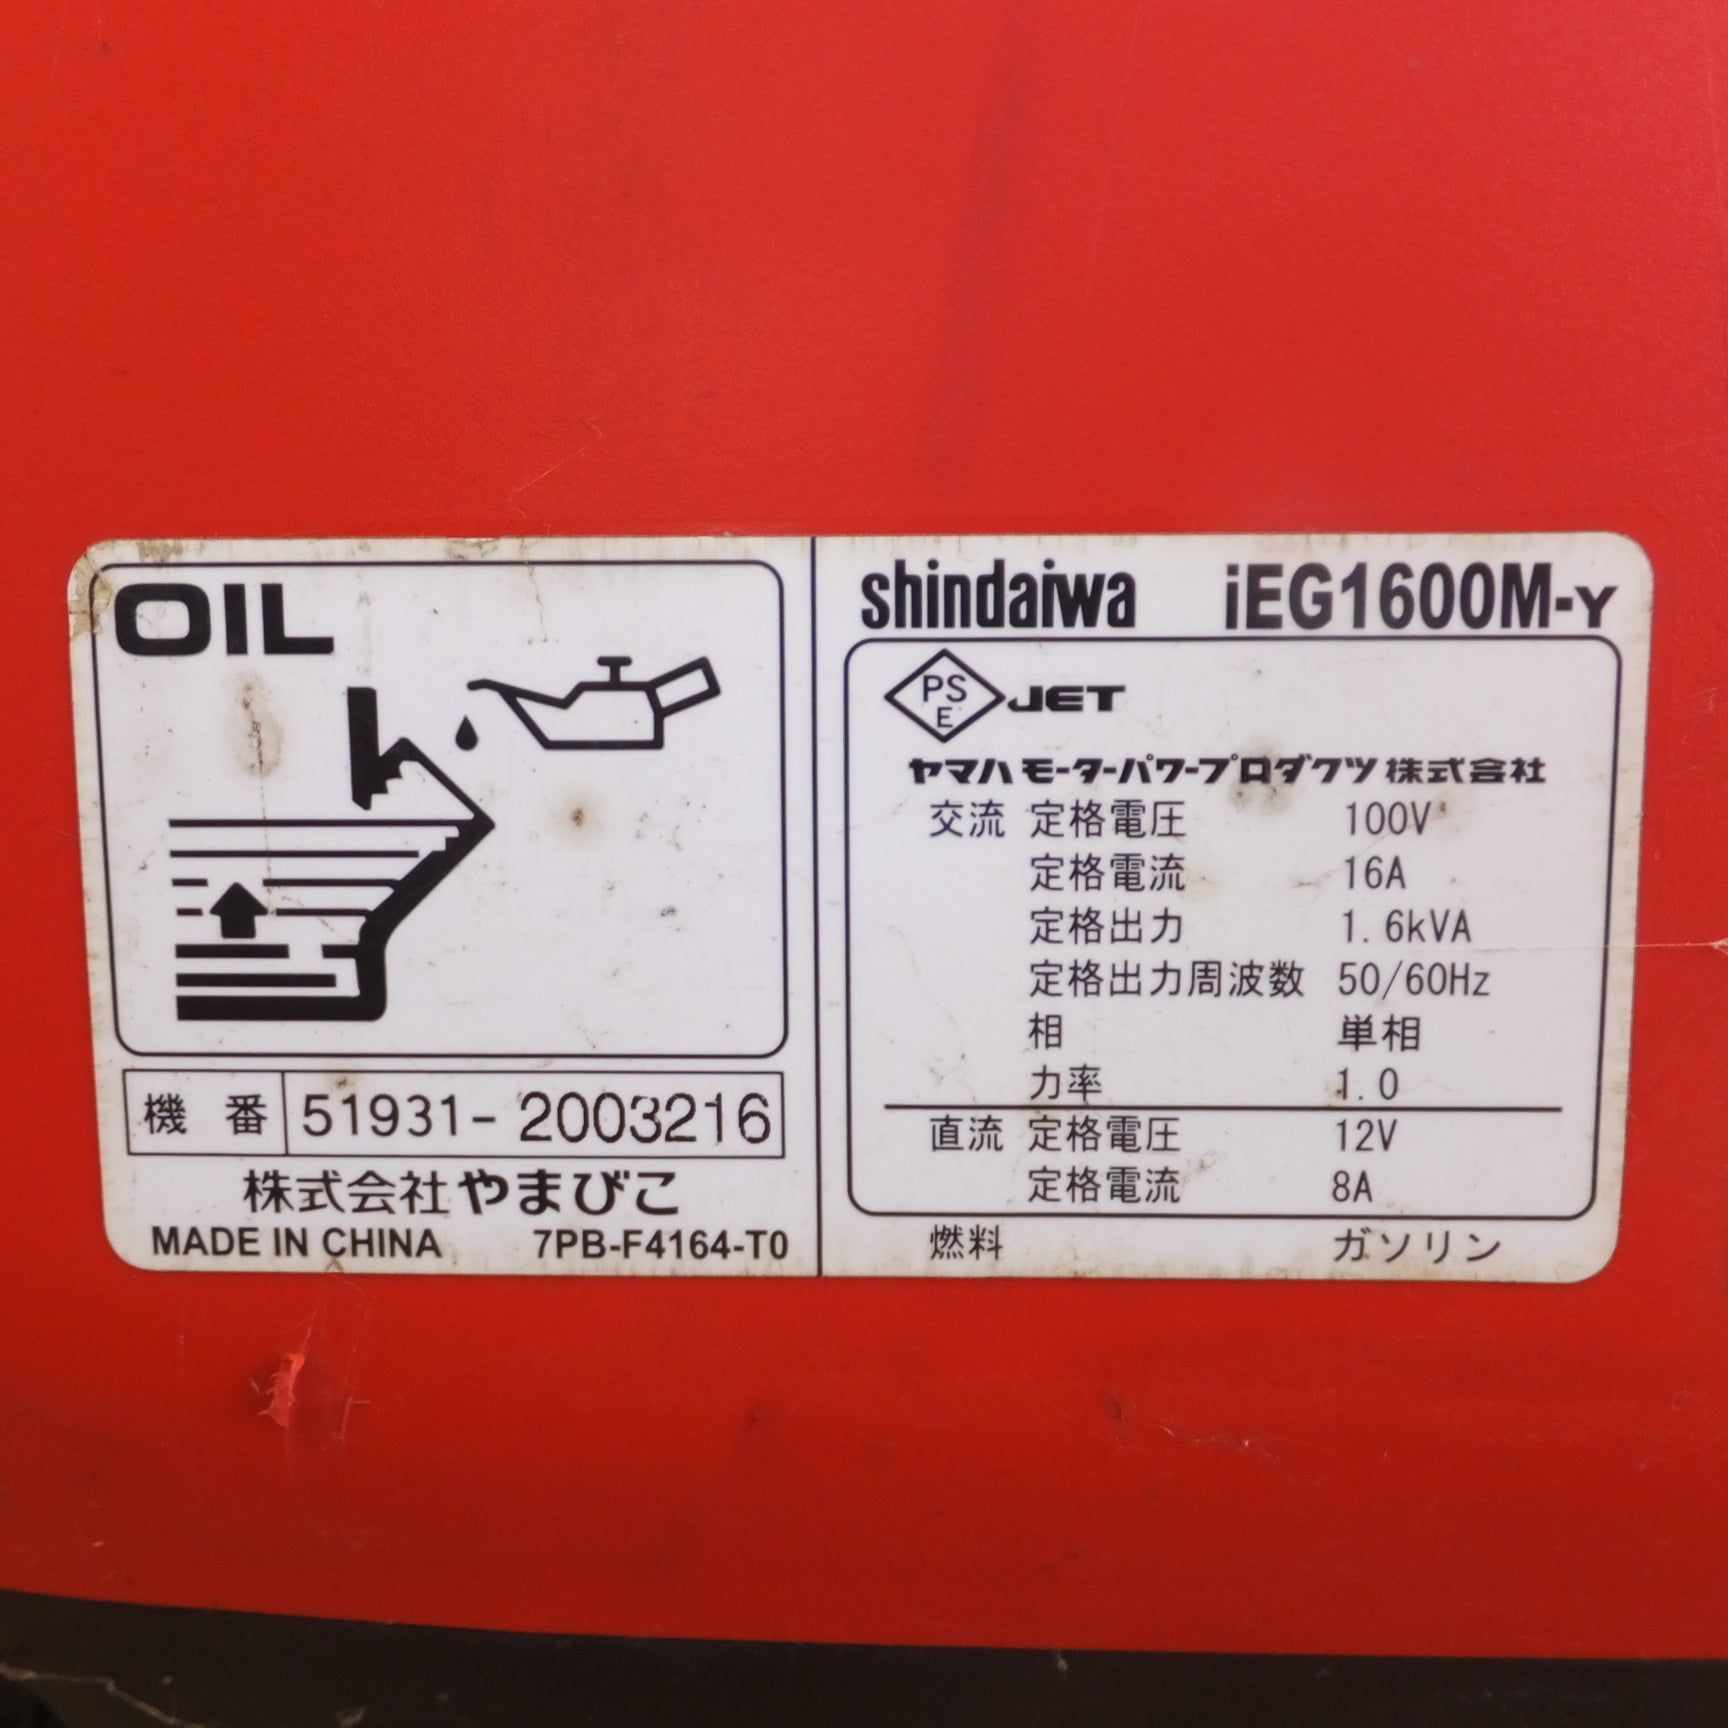 OIL
機 番 51931- 2003216
株式会社やまびこ
MADE IN CHINA 7PB-F4164-T0
shindaiwa iEG1600M-Y
PSE JET
ヤマハモーターパワープロダクツ株式会社
交流 定格電圧 100V
定格電流 16A
定格出力 1.6kVA
定格出力周波数 50/60Hz
相 単相
力率 1.0
直流 定格電圧 12V
定格電流 8A
燃料 ガソリン